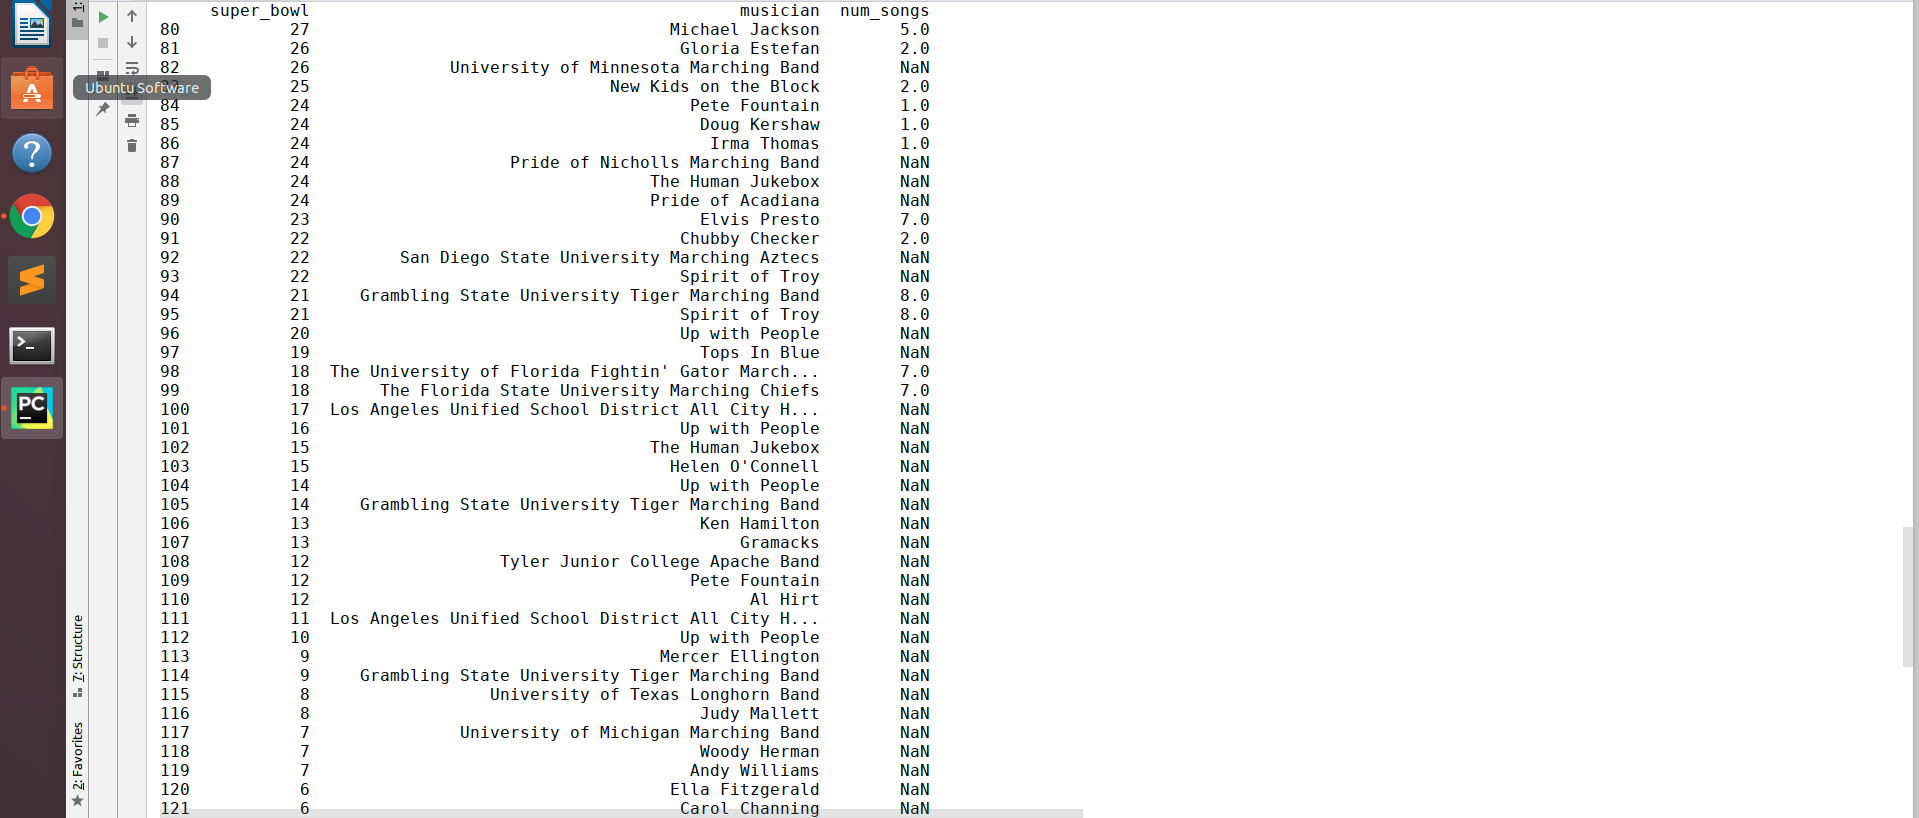 super_bowl musician num_songs
80 27 Michael Jackson 5.0
81 26 Gloria Estefan 2.0
82 26 University of Minnesota Marching Band NaN
25 New Kids on the Block 2.0
Ubuntu Software
84 24 Pete Fountain 1.0
85 24 Doug Kershaw 1.0
86 24 Irma Thomas 1.0
87 24 Pride of Nicholls Marching Band NaN
88 24 The Human Jukebox NaN
89 24 Pride of Acadiana NaN
90 23 Elvis Presto 7.0
91 22 Chubby Checker 2.0
92 22 San Diego State University Marching Aztecs NaN
93 22 Spirit of Troy NaN
94 21 Grambling State University Tiger Marching Band 8.0
95 21 Spirit of Troy 8.0
96 20 Up with People NaN
97 19 Tops In Blue NaN
98 18 The University of Florida Fightin' Gator March... 7.0
99 18 The Florida State University Marching Chiefs 7.0
100 17 Los Angeles Unified School District All City H... NaN
101 16 Up with People NaN
102 15 The Human Jukebox NaN
103 15 Helen O'Connell NaN
104 14 Up with People NaN
105 14 Grambling State University Tiger Marching Band NaN
106 13 Ken Hamilton NaN
107 13 Gramacks NaN
108 12 Tyler Junior College Apache Band NaN
109 12 Pete Fountain NaN
110 12 Al Hirt NaN
111 11 Los Angeles Unified School District All City H... NaN
112 10 Up with People NaN
113 9 Mercer Ellington NaN
114 9 Grambling State University Tiger Marching Band NaN
115 8 University of Texas Longhorn Band NaN
116 8 Judy Mallett NaN
117 7 University of Michigan Marching Band NaN
118 7 Woody Herman NaN
119 7 Andy Williams NaN
120 6 Ella Fitzgerald NaN
121 6 Carol Channing NaN
1:
7: Structure
2: Favorites
PC